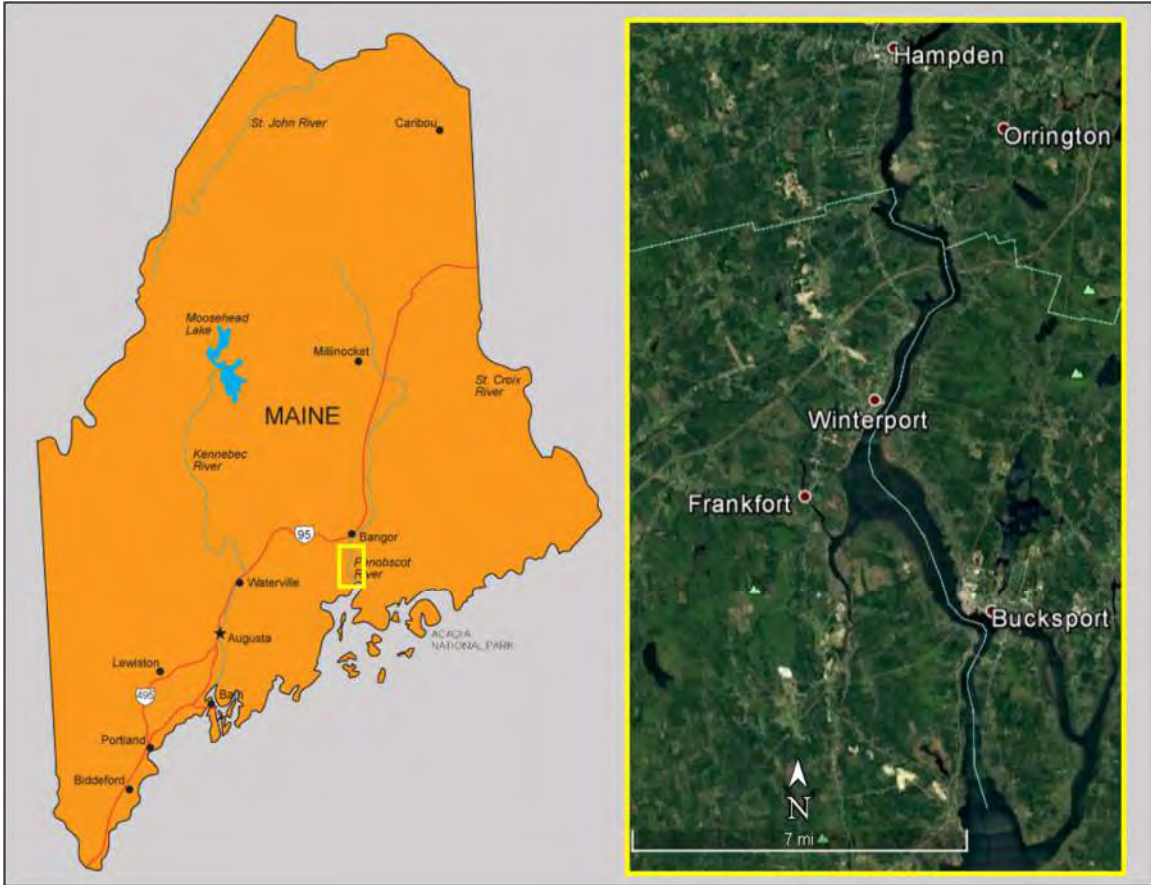 St. John River
Caribou
Moosehead
Lake
Millinocket
St. Croix
River
MAINE
Kennebec
River
95
Bangor
Penobscot
River
Waterville
Augusta
ACADIA
NATIONAL PARK
Lewiston
495
Bath
Portland
Biddeford
Hampden
Orrington
Winterport
Frankfort
Bucksport
N
7 mi